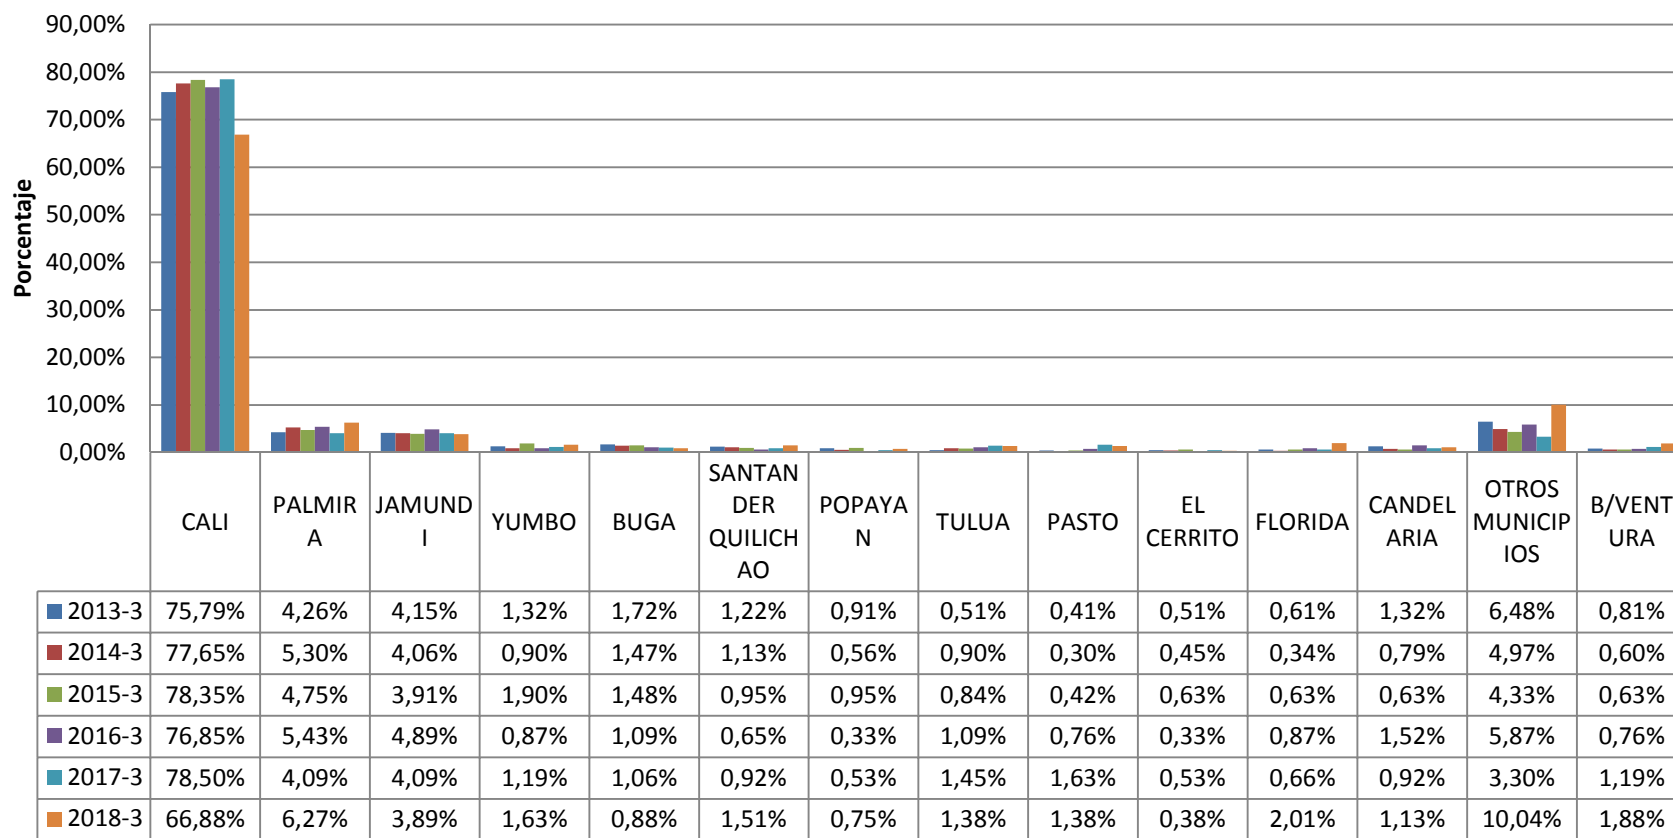 90,00%
80,00%
70,00%
60,00%
50,00%
40,00%
30,00%
20,00%
10,00%
0,00%
Porcentaje
CALI
PALMIR
A
JAMUND
I
YUMBO
BUGA
SANTAN
DER
QUILICH
AO
POPAYA
N
TULUA
PASTO
EL
CERRITO
FLORIDA
CANDEL
ARIA
OTROS
MUNICIP
IOS
B/VENT
URA
2013-3 75,79% 4,26% 4,15% 1,32% 1,72% 1,22% 0,91% 0,51% 0,41% 0,51% 0,61% 1,32% 6,48% 0,81%
2014-3 77,65% 5,30% 4,06% 0,90% 1,47% 1,13% 0,56% 0,90% 0,30% 0,45% 0,34% 0,79% 4,97% 0,60%
2015-3 78,35% 4,75% 3,91% 1,90% 1,48% 0,95% 0,95% 0,84% 0,42% 0,63% 0,63% 0,63% 4,33% 0,63%
2016-3 76,85% 5,43% 4,89% 0,87% 1,09% 0,65% 0,33% 1,09% 0,76% 0,33% 0,87% 1,52% 5,87% 0,76%
2017-3 78,50% 4,09% 4,09% 1,19% 1,06% 0,92% 0,53% 1,45% 1,63% 0,53% 0,66% 0,92% 3,30% 1,19%
2018-3 66,88% 6,27% 3,89% 1,63% 0,88% 1,51% 0,75% 1,38% 1,38% 0,38% 2,01% 1,13% 10,04% 1,88%